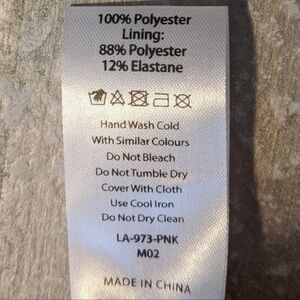 100% Polyester
Lining:
88% Polyester
12% Elastane
Hand Wash Cold
With Similar Colours
Do Not Bleach
Do Not Tumble Dry
Cover With Cloth
Use Cool Iron
Do Not Dry Clean
LA-973-PNK
M02
MADE IN CHINA